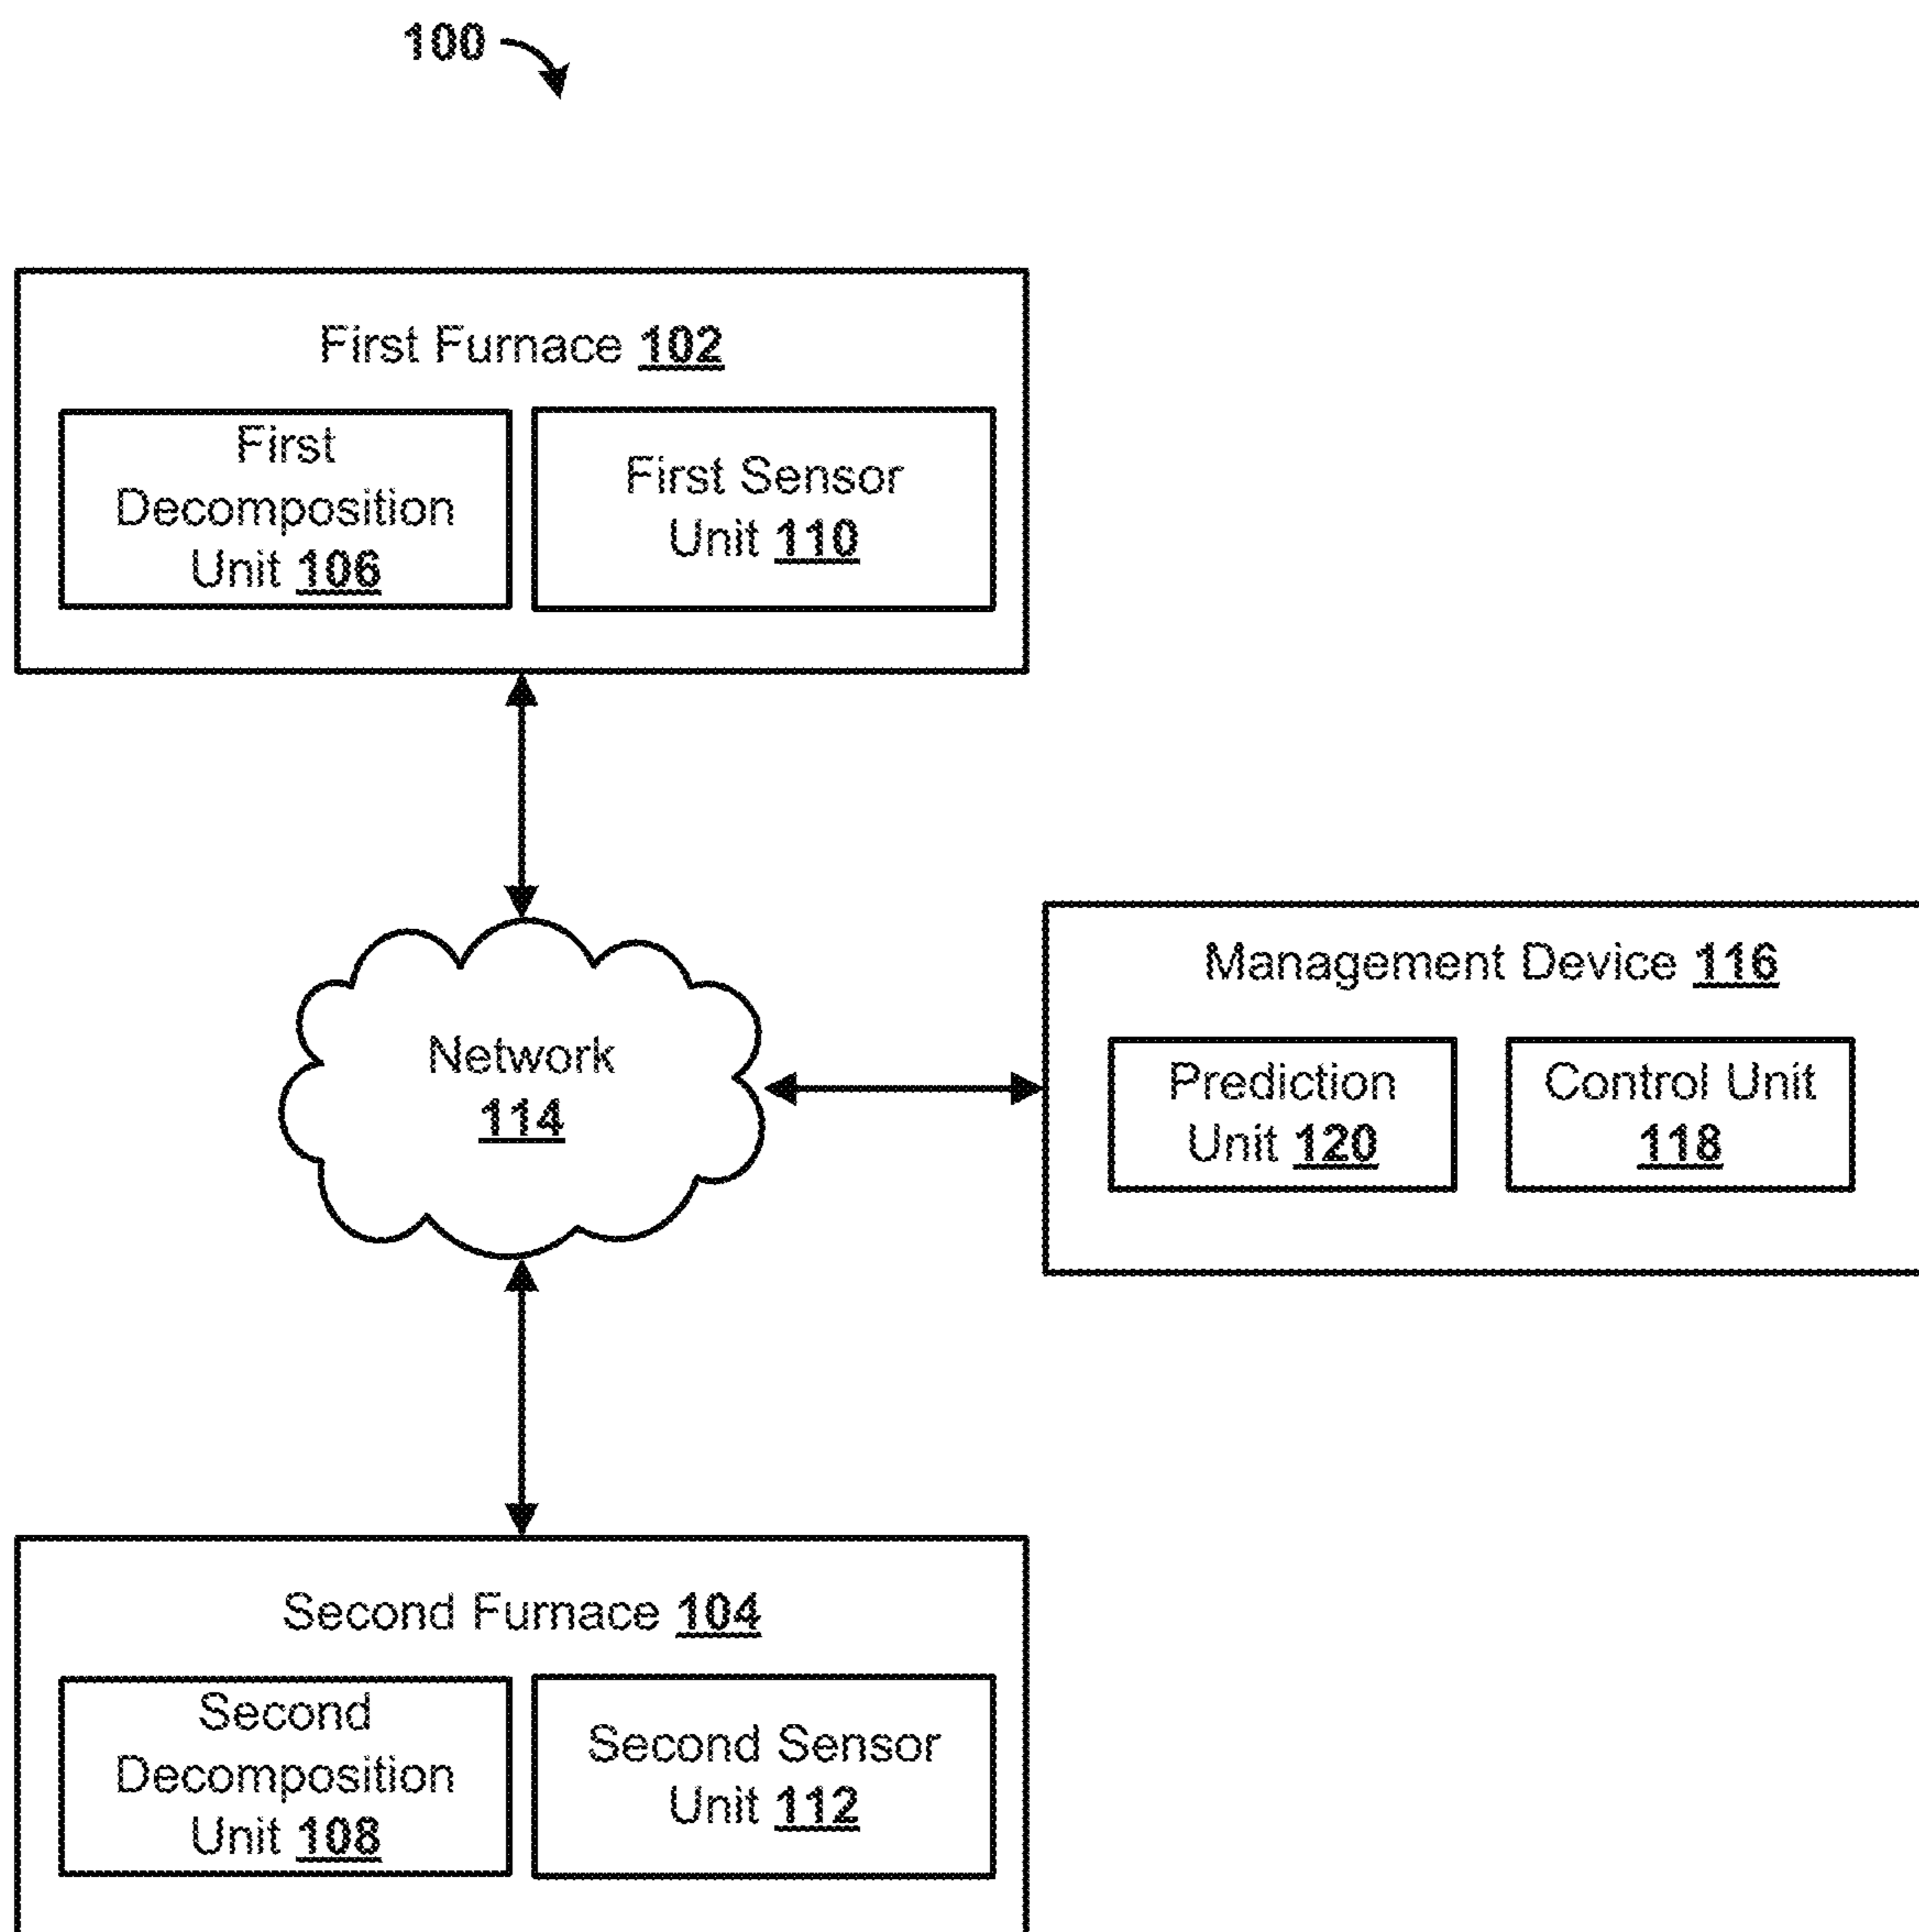 100
First Furnace 102
First
Decomposition
Unit 106
First Sensor
Unit 110
Network
114
Management Device 116
Prediction
Unit 120
Control Unit
118
Second Furnace 104
Second
Decomposition
Unit 108
Second Sensor
Unit 112